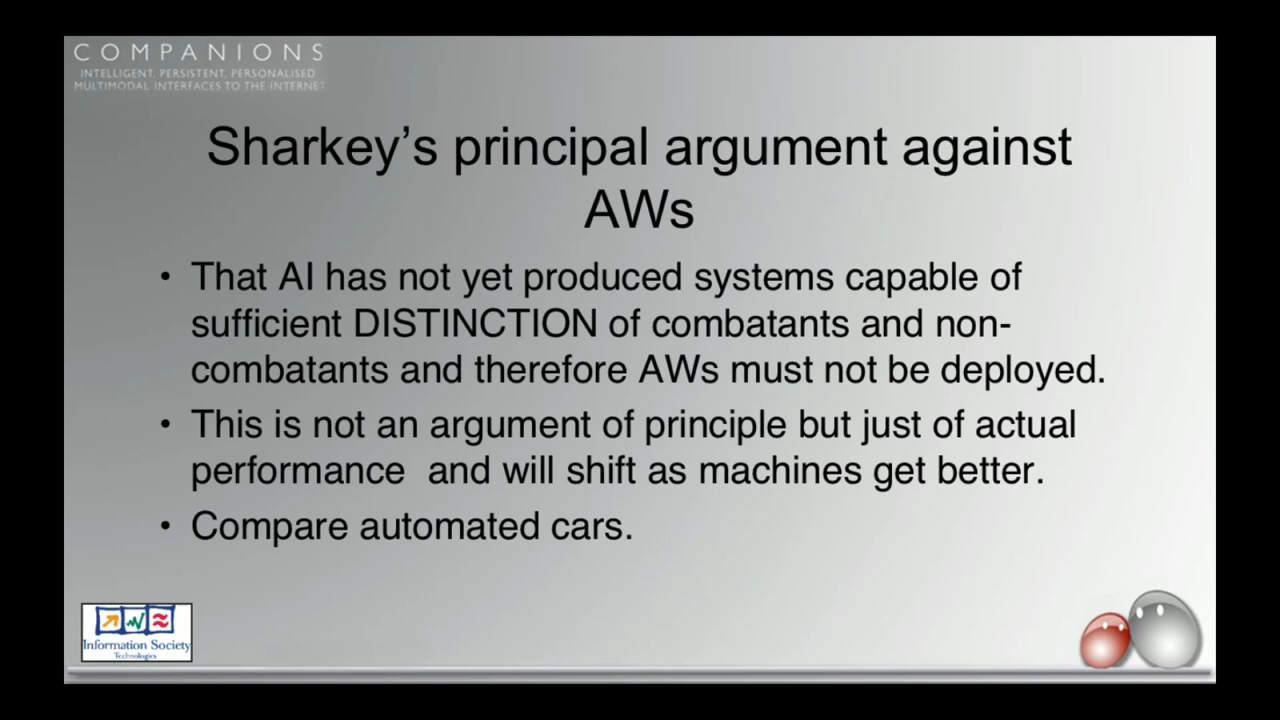 COMPANIONS
INTELLIGENT, PERSISTENT, PERSONALISED
MULTIMODAL INTERFACES TO THE INTERNET
Sharkey’s principal argument against
AWs
• That AI has not yet produced systems capable of
sufficient DISTINCTION of combatants and non-
combatants and therefore AWs must not be deployed.
• This is not an argument of principle but just of actual
performance  and will shift as machines get better.
• Compare automated cars.
Information Society
Technologies